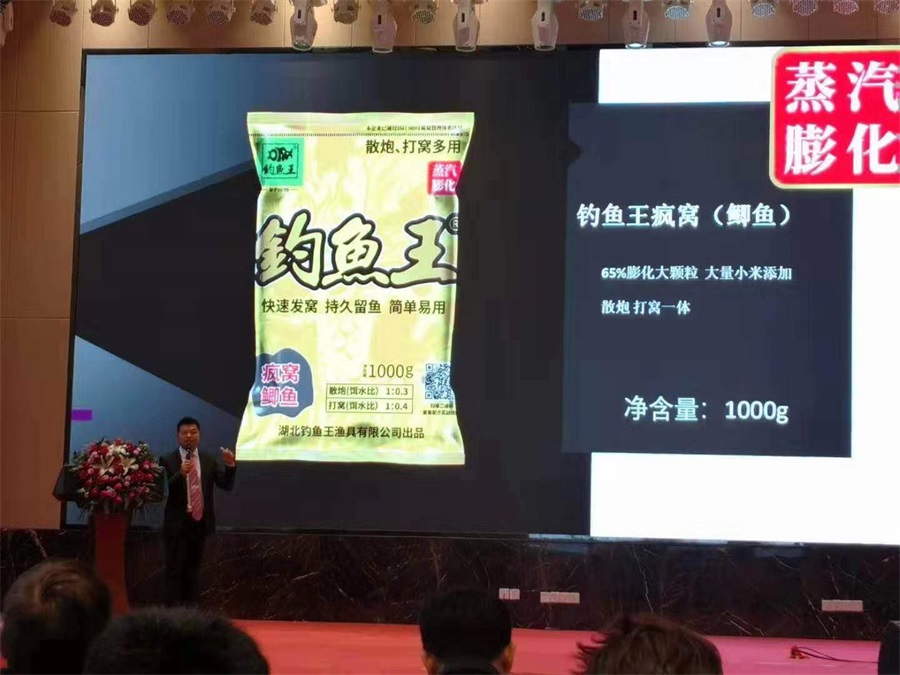 散炮、打窝多用
钓鱼王
蒸汽
膨化
钓鱼王®
快速发窝 持久留鱼 简单易用
疯窝
鲫鱼
1000g
散炮(饵水比) 1:0.3
打窝(饵水比) 1:0.4
湖北钓鱼王渔具有限公司出品
蒸汽
膨化
钓鱼王疯窝（鲫鱼）
65%膨化大颗粒 大量小米添加
散炮 打窝一体
净含量：1000g